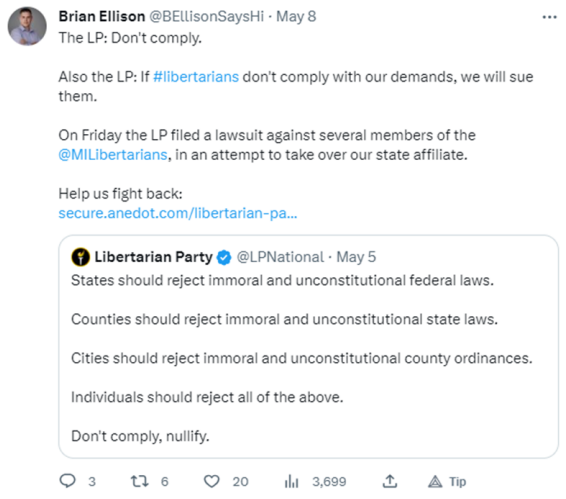 Brian Ellison @BEllisonSaysHi · May 8
The LP: Don't comply.
Also the LP: If #libertarians don't comply with our demands, we will sue
them.
On Friday the LP filed a lawsuit against several members of the
@MILibertarians, in an attempt to take over our state affiliate.
Help us fight back:
secure.anedot.com/libertarian-pa...
Libertarian Party @LPNational · May 5
States should reject immoral and unconstitutional federal laws.
Counties should reject immoral and unconstitutional state laws.
Cities should reject immoral and unconstitutional county ordinances.
Individuals should reject all of the above.
Don't comply, nullify.
3 6 20 3,699 Tip